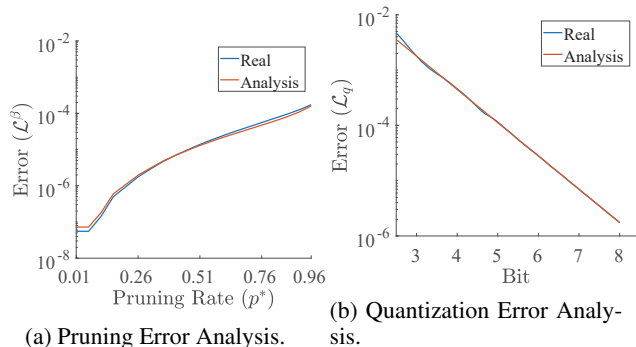 10^-2
10^-4
10^-6
10^-8
Error (𝓛^β)
Real
Analysis
0.01 0.26 0.51 0.76 0.96
Pruning Rate (p*)
(a) Pruning Error Analysis.
10^-2
10^-4
10^-6
Error (𝓛_q)
Real
Analysis
3 4 5 6 7 8
Bit
(b) Quantization Error Analy-
sis.